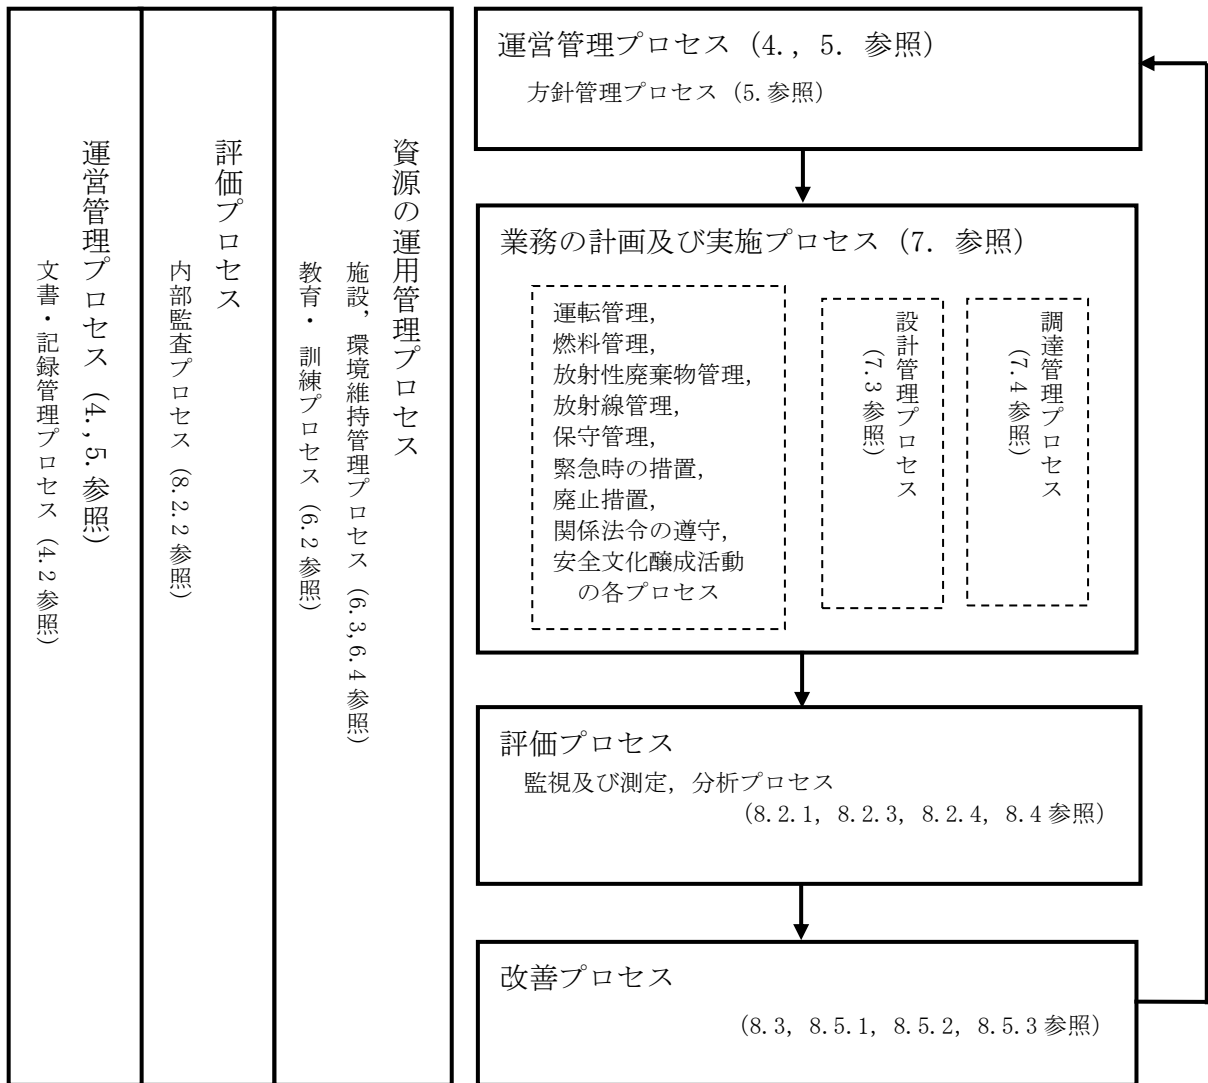 運営管理プロセス（4.,5.参照）
文書・記録管理プロセス（4.2参照）
評価プロセス
内部監査プロセス（8.2.2参照）
資源の運用管理プロセス
施設，環境維持管理プロセス（6.3,6.4参照）
教育・訓練プロセス（6.2参照）
運営管理プロセス（4.，5. 参照）
方針管理プロセス（5.参照）
業務の計画及び実施プロセス（7. 参照）
運転管理，
燃料管理，
放射性廃棄物管理，
放射線管理，
保守管理，
緊急時の措置，
廃止措置，
関係法令の遵守，
安全文化醸成活動
の各プロセス
設計管理プロセス
（7.3参照）
調達管理プロセス
（7.4参照）
評価プロセス
監視及び測定，分析プロセス
（8.2.1，8.2.3，8.2.4，8.4参照）
改善プロセス
（8.3，8.5.1，8.5.2，8.5.3参照）